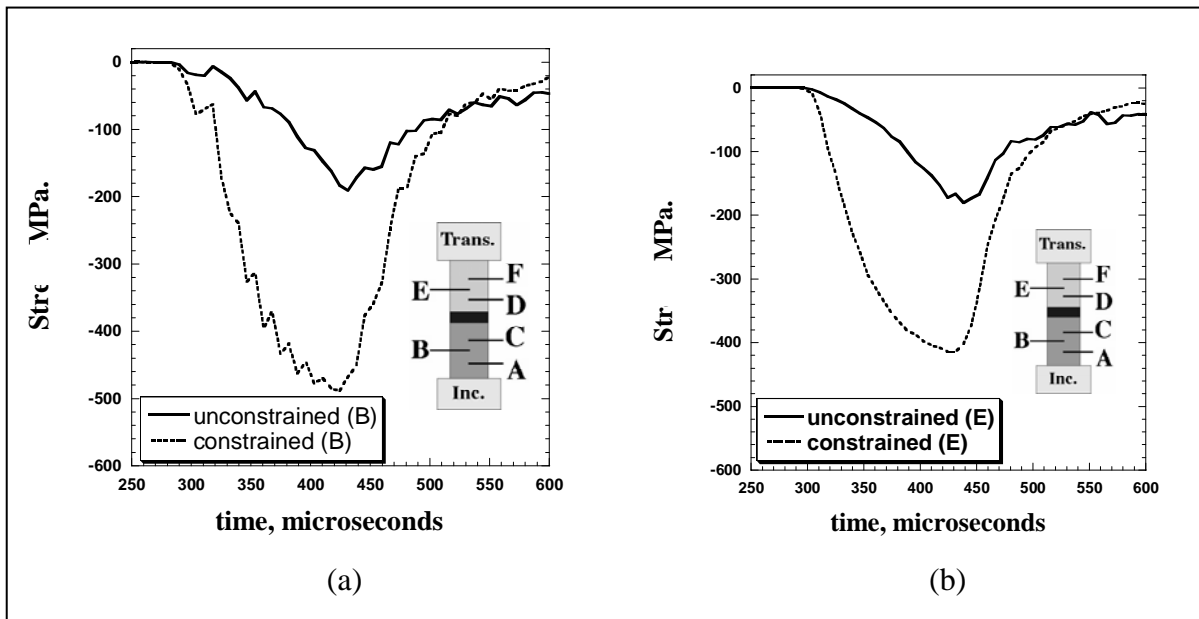 0
-100
-200
-300
-400
-500
-600
MPa.
250 300 350 400 450 500 550 600
time, microseconds
unconstrained (B)
constrained (B)
Trans.
F
E
D
C
B
A
Inc.
(a)
0
-100
-200
-300
-400
-500
-600
MPa.
250 300 350 400 450 500 550 600
time, microseconds
unconstrained (E)
constrained (E)
Trans.
F
E
D
C
B
A
Inc.
(b)